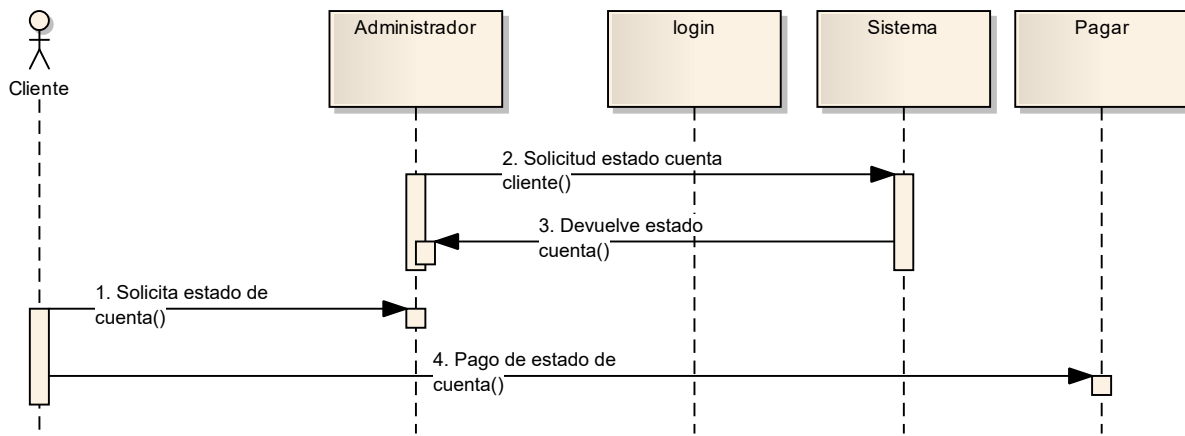 Cliente
Administrador
login
Sistema
Pagar
2. Solicitud estado cuenta
cliente()
3. Devuelve estado
cuenta()
1. Solicita estado de
cuenta()
4. Pago de estado de
cuenta()